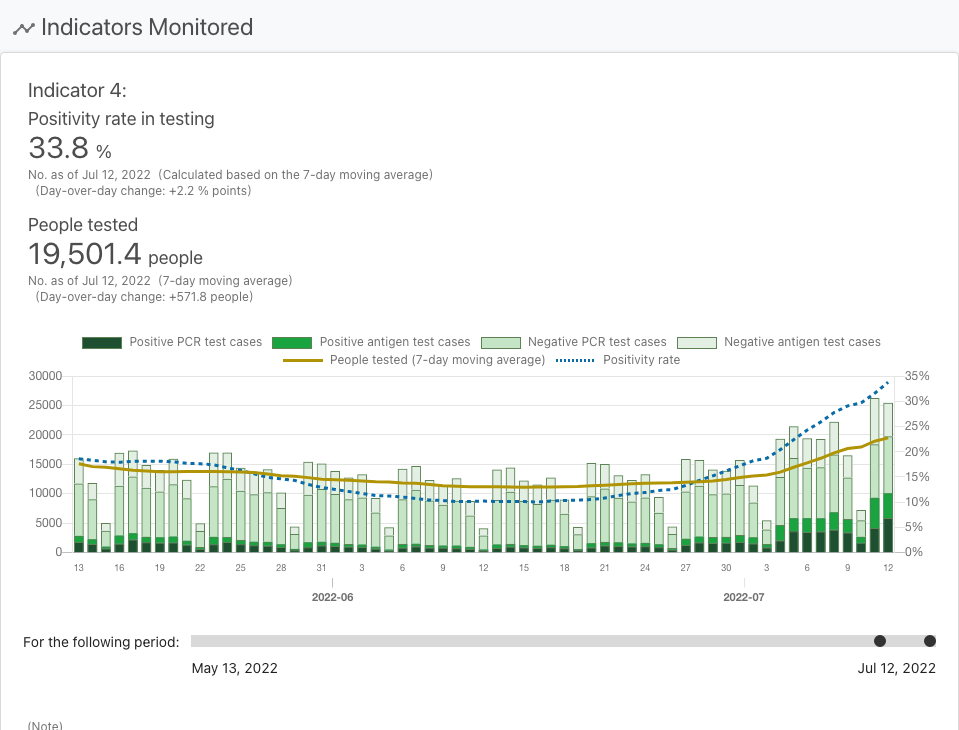 Indicators Monitored
Indicator 4:
Positivity rate in testing
33.8 %
No. as of Jul 12, 2022 (Calculated based on the 7-day moving average)
(Day-over-day change: +2.2 % points)
People tested
19,501.4 people
No. as of Jul 12, 2022 (7-day moving average)
(Day-over-day change: +571.8 people)
Positive PCR test cases Positive antigen test cases Negative PCR test cases Negative antigen test cases
People tested (7-day moving average) Positivity rate
30000 35%
25000 30%
20000 25%
15000 20%
10000 15%
5000 10%
0 5%
0%
13 16 19 22 25 28 31 3 6 9 12 15 18 21 24 27 30 3 6 9 12
2022-06 2022-07
For the following period:
May 13, 2022 Jul 12, 2022
(Note)